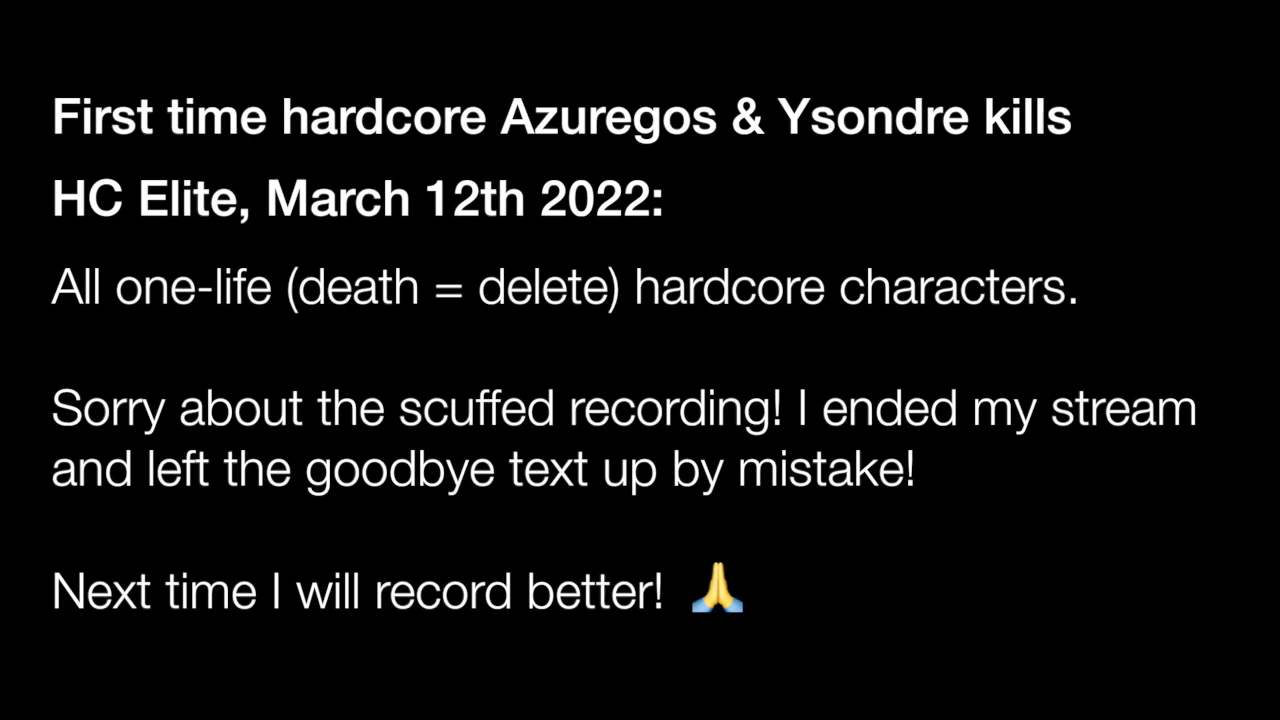 First time hardcore Azuregos & Ysondre kills
HC Elite, March 12th 2022:
All one-life (death = delete) hardcore characters.
Sorry about the scuffed recording! I ended my stream
and left the goodbye text up by mistake!
Next time I will record better! 🙏